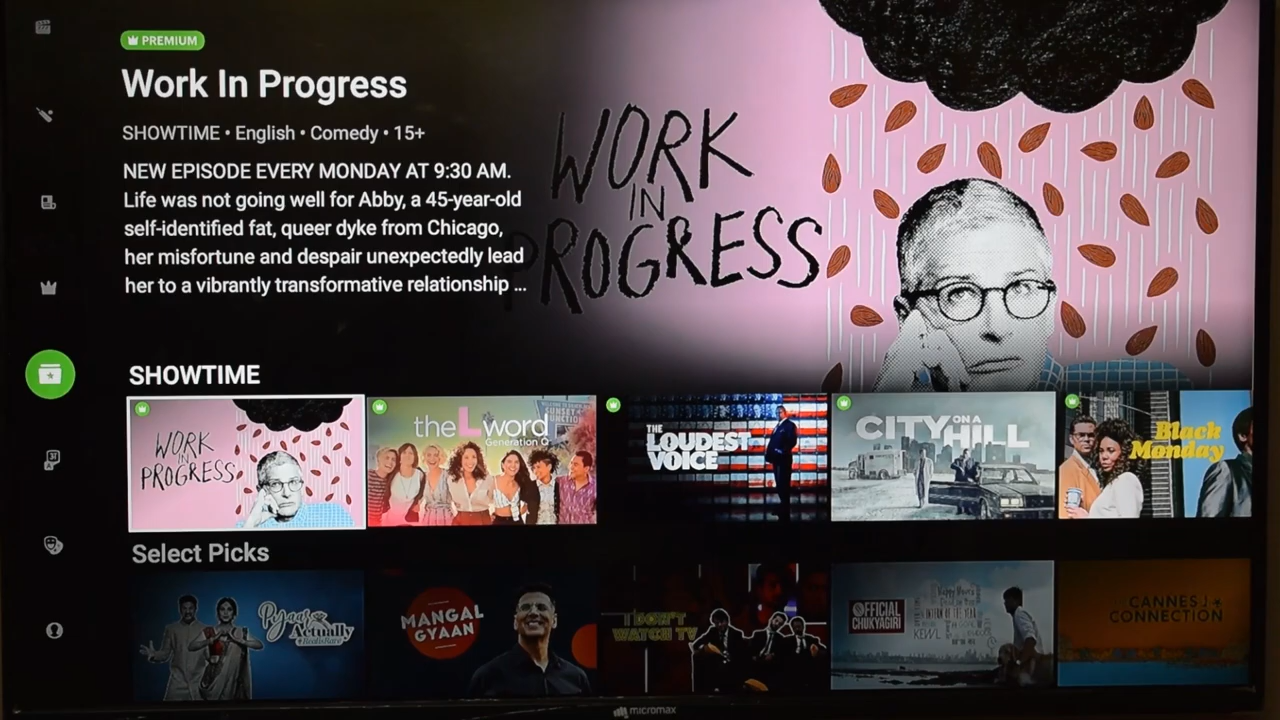 PREMIUM
Work In Progress
SHOWTIME • English • Comedy • 15+
NEW EPISODE EVERY MONDAY AT 9:30 AM.
Life was not going well for Abby, a 45-year-old
self-identified fat, queer dyke from Chicago,
her misfortune and despair unexpectedly lead
her to a vibrantly transformative relationship ...
WORK
IN
PROGRESS
SHOWTIME
WORK
IN
PROGRESS
the L word
Generation Q
SUNSET
JUNCTION
THE
LOUDEST
VOICE
CITY ON A
HILL
Black
Monday
Select Picks
Pyaar
Actually
MANGAL
GYAAN
I DON'T
WATCH TV
OFFICIAL
CHUKYAGIRI
CANNES
CONNECTION
micromax